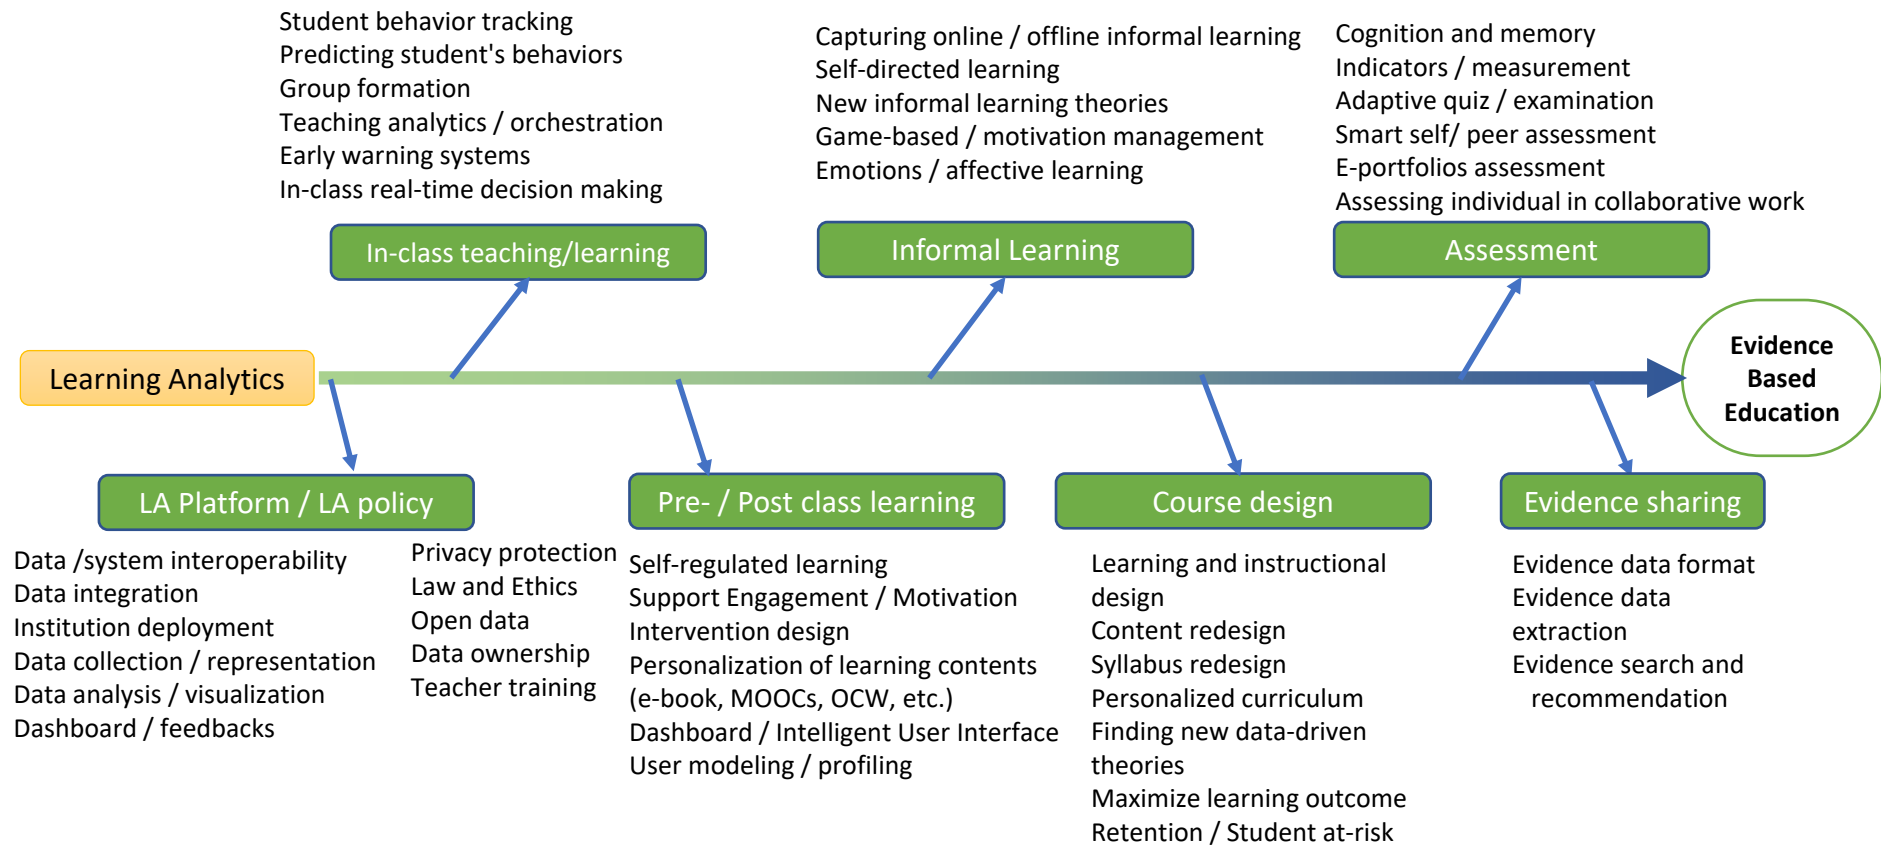 Student behavior tracking
Predicting student's behaviors
Group formation
Teaching analytics / orchestration
Early warning systems
In-class real-time decision making
In-class teaching/learning
Capturing online / offline informal learning
Self-directed learning
New informal learning theories
Game-based / motivation management
Emotions / affective learning
Informal Learning
Cognition and memory
Indicators / measurement
Adaptive quiz / examination
Smart self/ peer assessment
E-portfolios assessment
Assessing individual in collaborative work
Assessment
Learning Analytics
Evidence
Based
Education
LA Platform / LA policy
Data /system interoperability
Data integration
Institution deployment
Data collection / representation
Data analysis / visualization
Dashboard / feedbacks
Privacy protection
Law and Ethics
Open data
Data ownership
Teacher training
Pre- / Post class learning
Self-regulated learning
Support Engagement / Motivation
Intervention design
Personalization of learning contents
(e-book, MOOCs, OCW, etc.)
Dashboard / Intelligent User Interface
User modeling / profiling
Course design
Learning and instructional
design
Content redesign
Syllabus redesign
Personalized curriculum
Finding new data-driven
theories
Maximize learning outcome
Retention / Student at-risk
Evidence sharing
Evidence data format
Evidence data
extraction
Evidence search and
recommendation